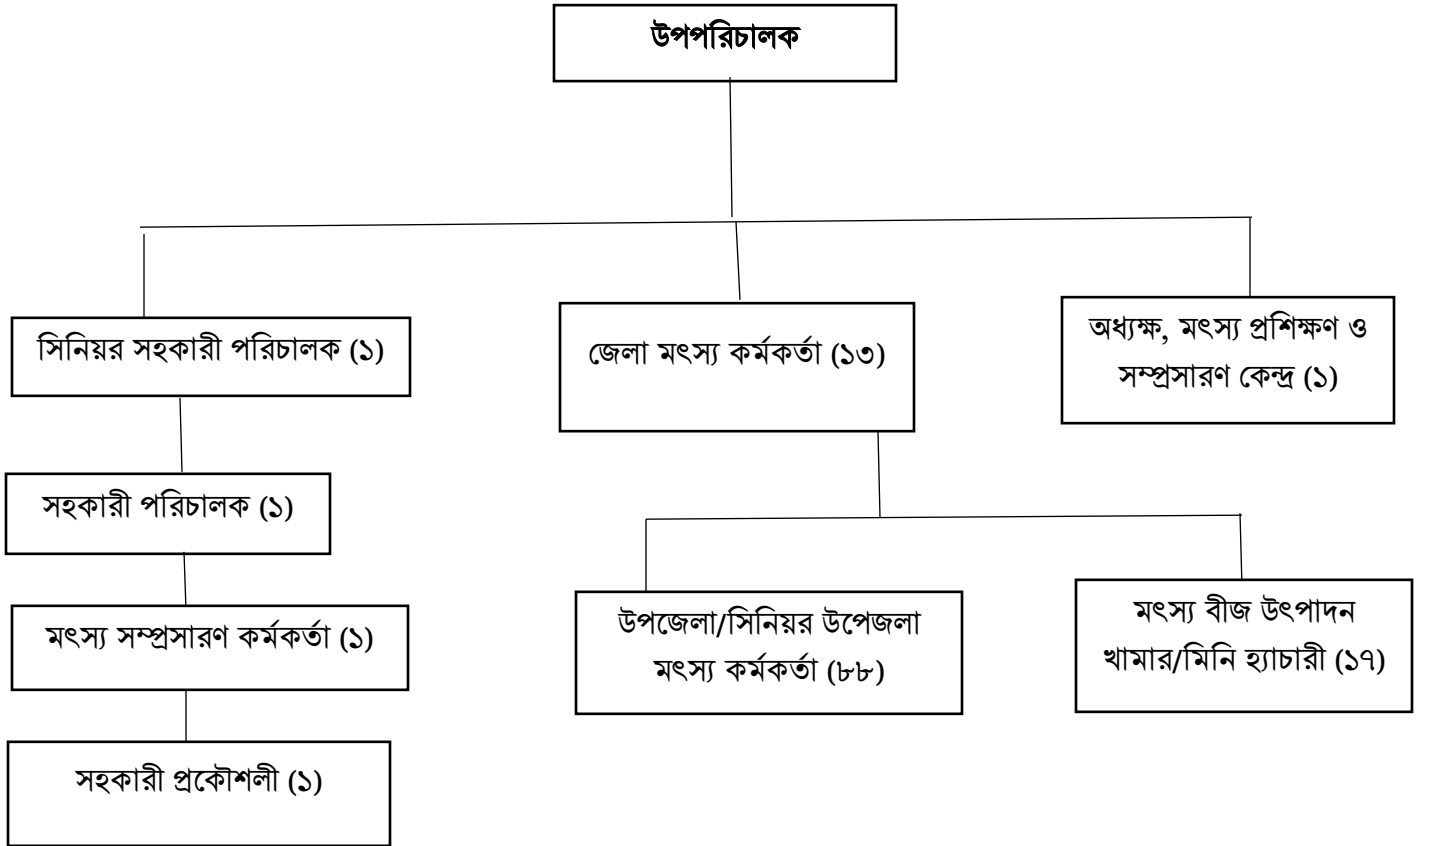 উপপরিচালক
সিনিয়র সহকারী পরিচালক (১)
জেলা মৎস্য কর্মকর্তা (১৩)
অধ্যক্ষ, মৎস্য প্রশিক্ষণ ও
সম্প্রসারণ কেন্দ্র (১)
সহকারী পরিচালক (১)
মৎস্য সম্প্রসারণ কর্মকর্তা (১)
সহকারী প্রকৌশলী (১)
উপজেলা/সিনিয়র উপেজলা
মৎস্য কর্মকর্তা (৮৮)
মৎস্য বীজ উৎপাদন
খামার/মিনি হ্যাচারী (১৭)